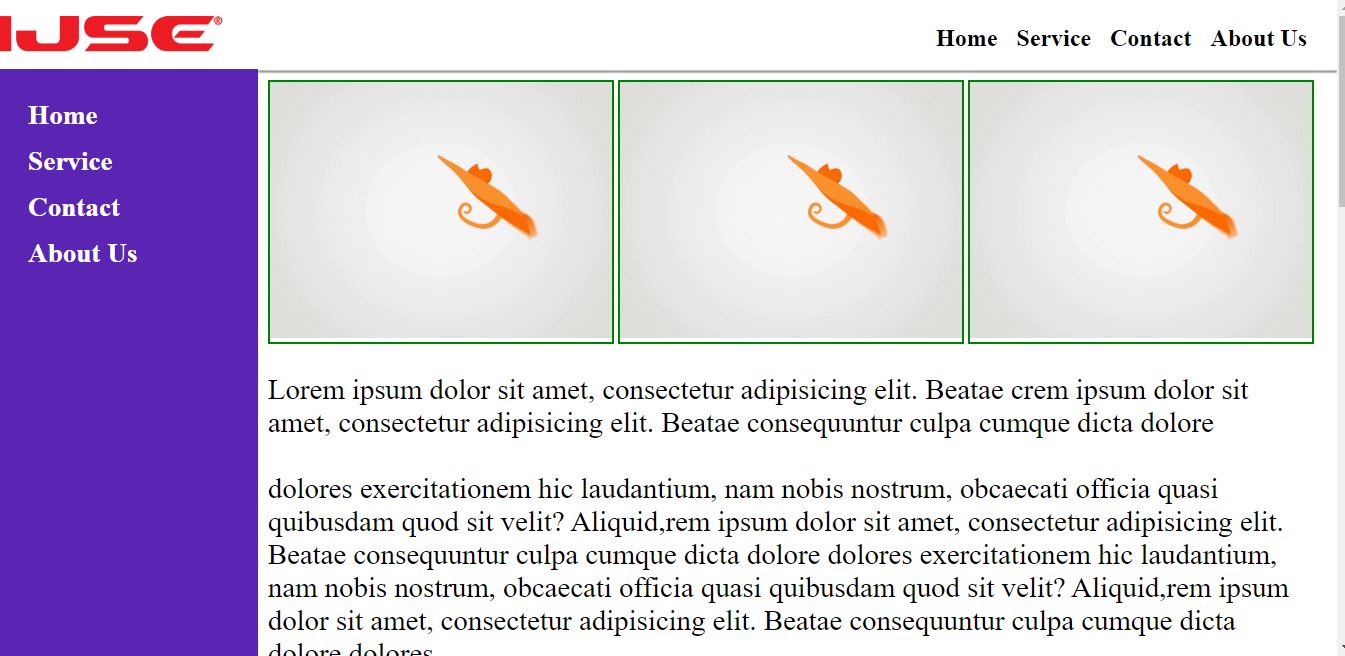 IJSE®
Home Service Contact About Us
Home
Service
Contact
About Us
Lorem ipsum dolor sit amet, consectetur adipisicing elit. Beatae crem ipsum dolor sit
amet, consectetur adipisicing elit. Beatae consequuntur culpa cumque dicta dolore
dolores exercitationem hic laudantium, nam nobis nostrum, obcaecati officia quasi
quibusdam quod sit velit? Aliquid,rem ipsum dolor sit amet, consectetur adipisicing elit.
Beatae consequuntur culpa cumque dicta dolore dolores exercitationem hic laudantium,
nam nobis nostrum, obcaecati officia quasi quibusdam quod sit velit? Aliquid,rem ipsum
dolor sit amet, consectetur adipisicing elit. Beatae consequuntur culpa cumque dicta
dolore dolores